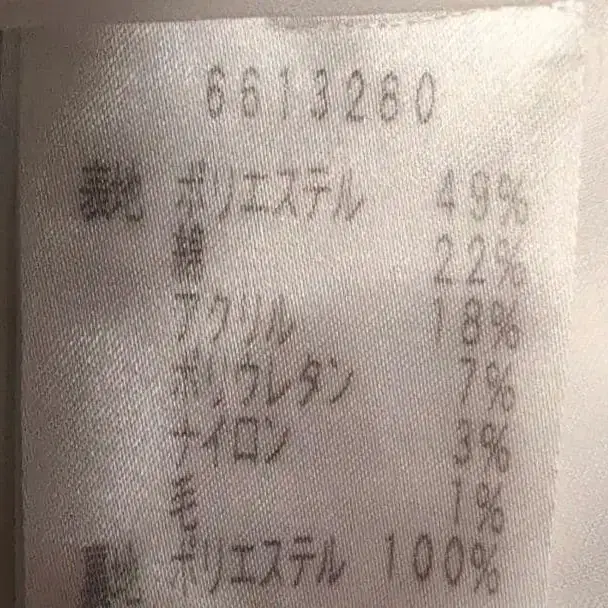 6613280
表地 ポリエステル 49%
綿 22%
アクリル 18%
ポリウレタン 7%
ナイロン 3%
毛 1%
裏地 ポリエステル 100%